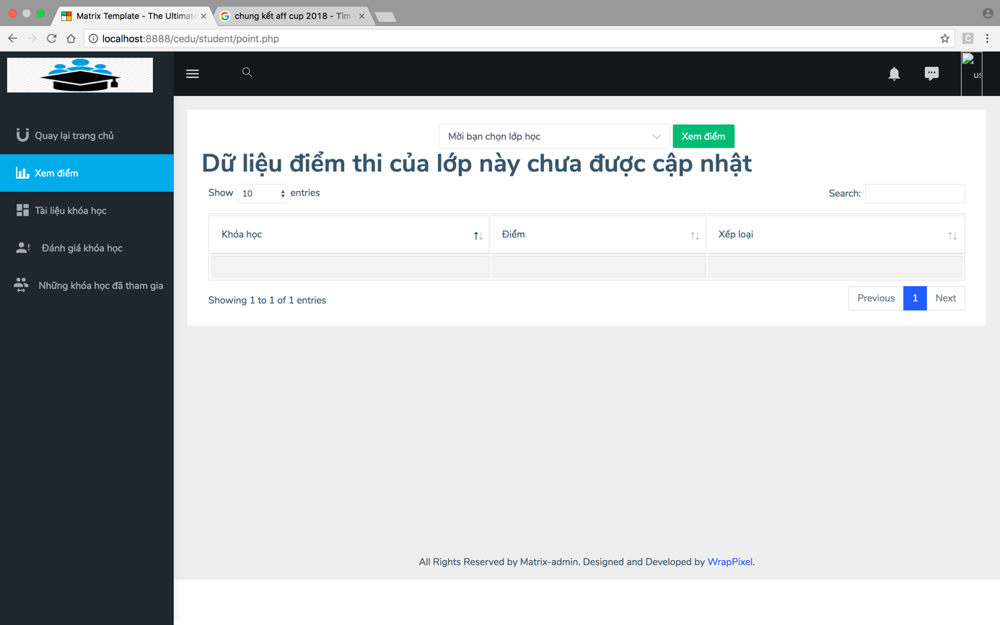 Matrix Template - The Ultimate
chung kết aff cup 2018 - Tìm
localhost:8888/cedu/student/point.php
C
us
Quay lại trang chủ
Xem điểm
Tài liệu khóa học
Đánh giá khóa học
Những khóa học đã tham gia
Mời bạn chọn lớp học
Xem điểm
Dữ liệu điểm thi của lớp này chưa được cập nhật
Show 10 entries
Search:
Khóa học
Điểm
Xếp loại
Showing 1 to 1 of 1 entries
Previous 1 Next
All Rights Reserved by Matrix-admin. Designed and Developed by WrapPixel.